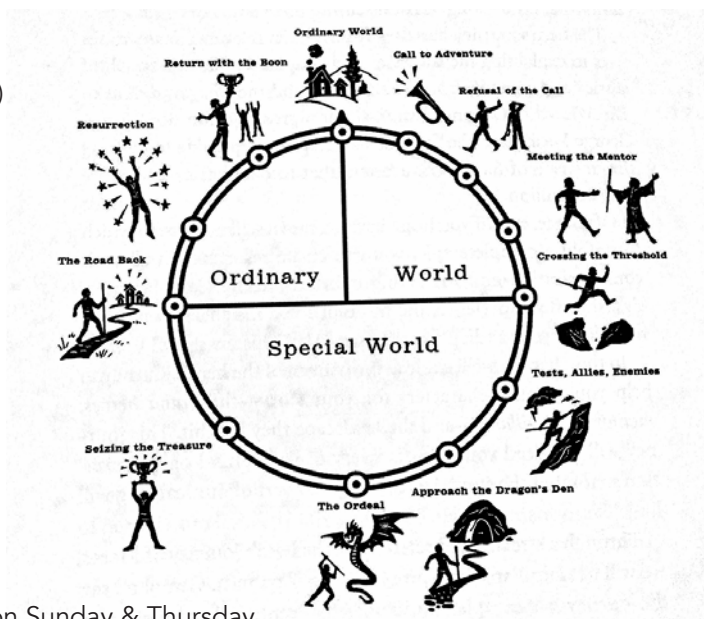 )
Ordinary World
Return with the Boon
Call to Adventure
Refusal of the Call
Resurrection
Meeting the Mentor
The Road Back
Crossing the Threshold
Ordinary World
Special World
Tests, Allies, Enemies
Seizing the Treasure
Approach the Dragon's Den
The Ordeal
on Sunday & Thursday